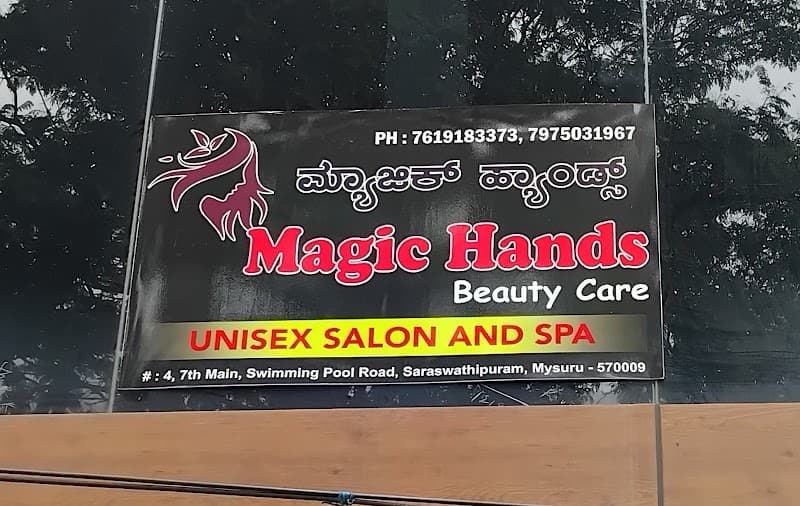 PH : 7619183373, 7975031967
ಮ್ಯಾಜಿಕ್ ಹ್ಯಾಂಡ್ಸ್
Magic Hands
Beauty Care
UNISEX SALON AND SPA
# : 4, 7th Main, Swimming Pool Road, Saraswathipuram, Mysuru - 570009